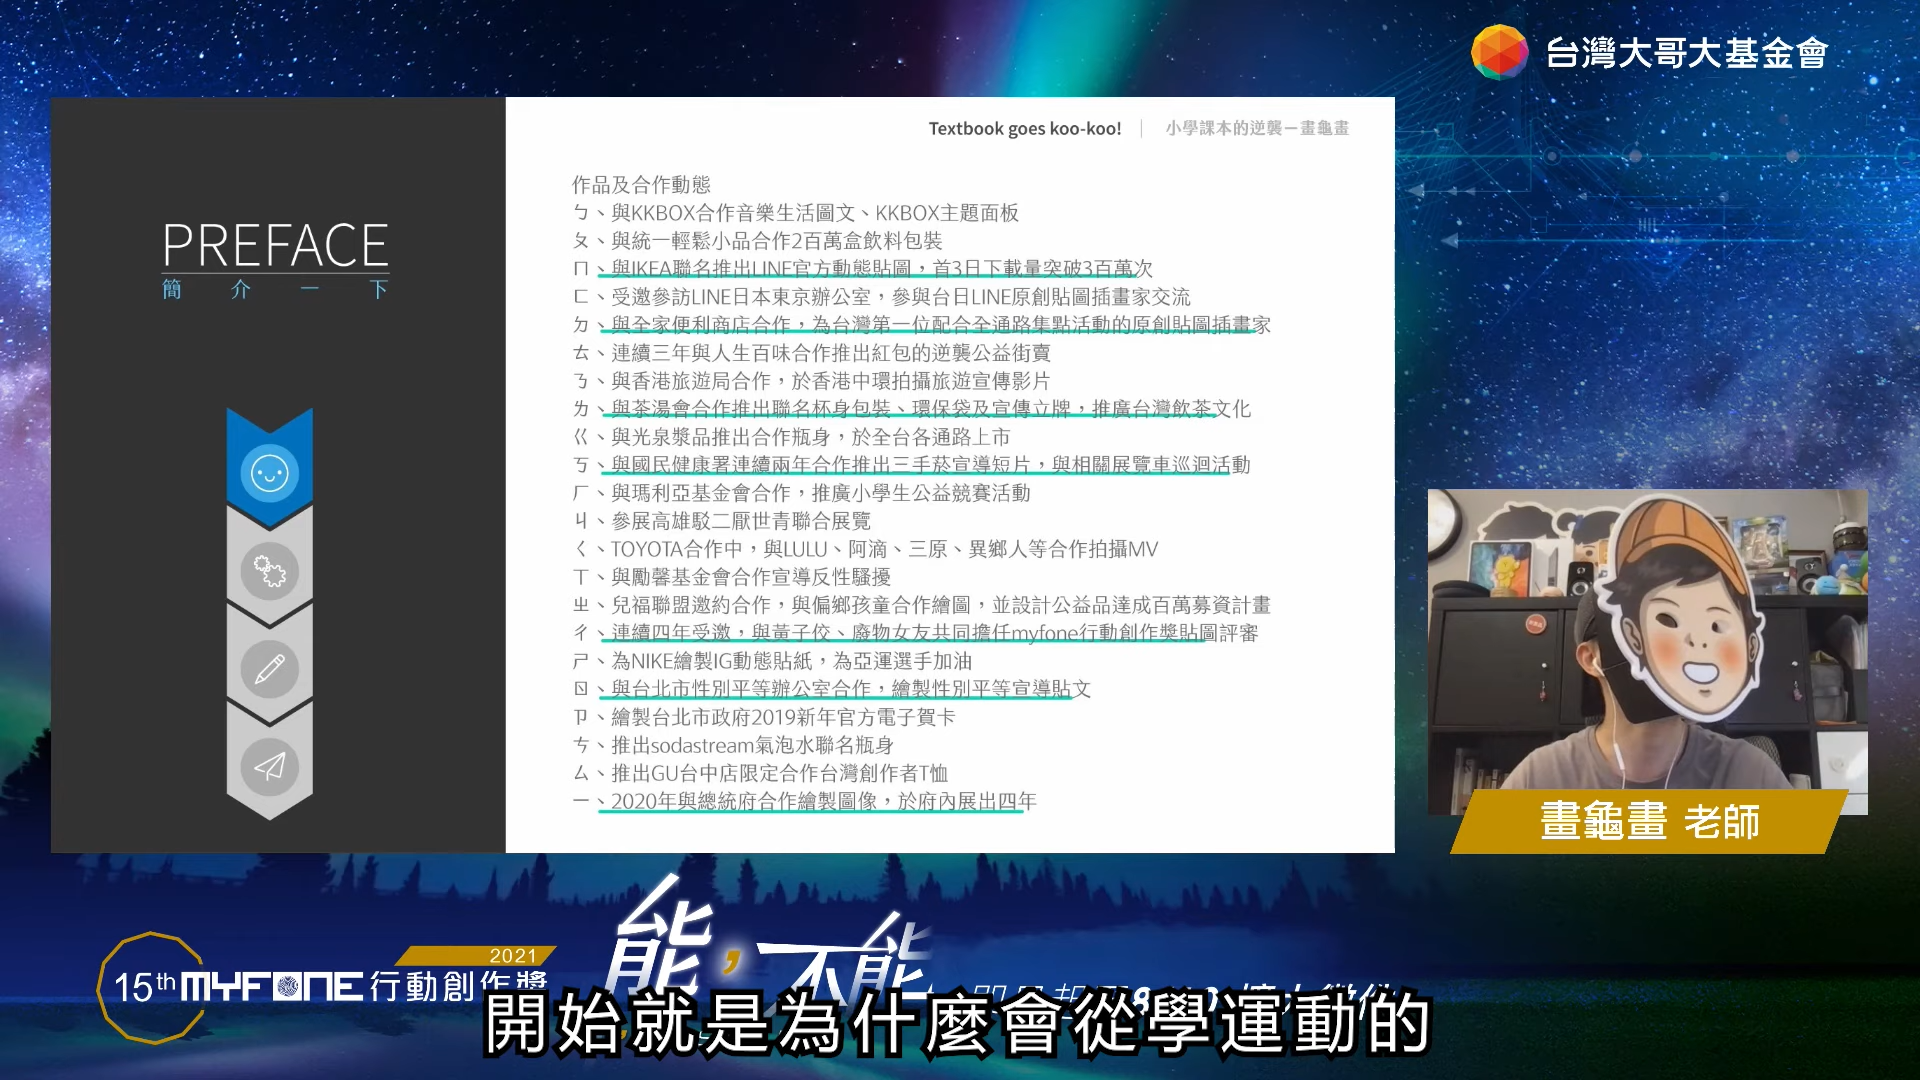 台灣大哥大基金會
Textbook goes koo-koo! | 小學課本的逆襲－畫龜畫
PREFACE
簡介一下
作品及合作動態
ㄅ、與KKBOX合作音樂生活圖文、KKBOX主題面板
ㄆ、與統一輕鬆小品合作2百萬盒飲料包裝
ㄇ、與IKEA聯名推出LINE官方動態貼圖，首3日下載量突破3百萬次
ㄈ、受邀參訪LINE日本東京辦公室，參與台日LINE原創貼圖插畫家交流
ㄉ、與全家便利商店合作，為台灣第一位配合全通路集點活動的原創貼圖插畫家
ㄊ、連續三年與人生百味合作推出紅包的逆襲公益街賣
ㄋ、與香港旅遊局合作，於香港中環拍攝旅遊宣傳影片
ㄌ、與茶湯會合作推出聯名杯身包裝、環保袋及宣傳立牌，推廣台灣飲茶文化
ㄍ、與光泉漿品推出合作瓶身，於全台各通路上市
ㄎ、與國民健康署連續兩年合作推出三手菸宣導短片，與相關展覽車巡迴活動
ㄏ、與瑪利亞基金會合作，推廣小學生公益競賽活動
ㄐ、參展高雄駁二厭世青聯合展覽
ㄑ、TOYOTA合作中，與LULU、阿滴、三原、異鄉人等合作拍攝MV
ㄒ、與勵馨基金會合作宣導反性騷擾
ㄓ、兒福聯盟邀約合作，與偏鄉孩童合作繪圖，並設計公益品達成百萬募資計畫
ㄔ、連續四年受邀，與黃子佼、廢物女友共同擔任myfone行動創作獎貼圖評審
ㄕ、為NIKE繪製IG動態貼紙，為亞運選手加油
ㄖ、與台北市性別平等辦公室合作，繪製性別平等宣導貼文
ㄗ、繪製台北市政府2019新年官方電子賀卡
ㄘ、推出sodastream氣泡水聯名瓶身
ㄙ、推出GU台中店限定合作台灣創作者T恤
一、2020年與總統府合作繪製圖像，於府內展出四年
畫龜畫 老師
2021
15th MYFONE 行動創作獎
能，不能
開始就是為什麼會從學運動的